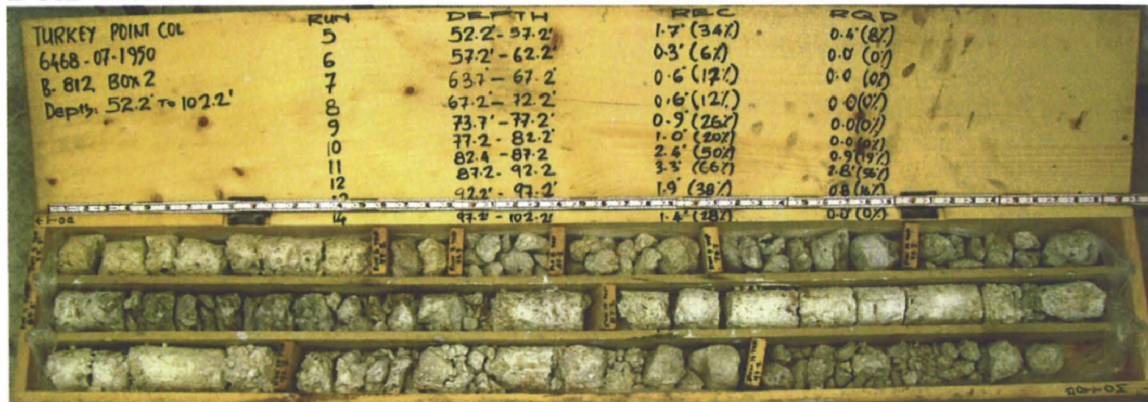 TURKEY POINT COL
6468-07-1950
B-812 BOX 2
Depth: 52.2' TO 102.2'
RUN DEPTH REC RQD
5 52.2'-57.2' 1.7' (34%) 0.4' (8%)
6 57.2'-62.2' 0.3' (6%) 0.0' (0%)
7 63.7'-67.2' 0.6' (17%) 0.0 (0%)
8 67.2'-72.2' 0.6' (12%) 0.0 (0%)
9 73.7'-77.2' 0.9' (26%) 0.0 (0%)
10 77.2'-82.2' 1.0' (20%) 0.0 (0%)
11 82.4-87.2 2.4' (50%) 0.9 (19%)
12 87.2-92.2 3.3' (66%) 2.8' (56%)
92.2'-97.2' 1.9' (38%) 0.8 (16%)
14 97.2'-102.2' 1.4' (28%) 0.0' (0%)